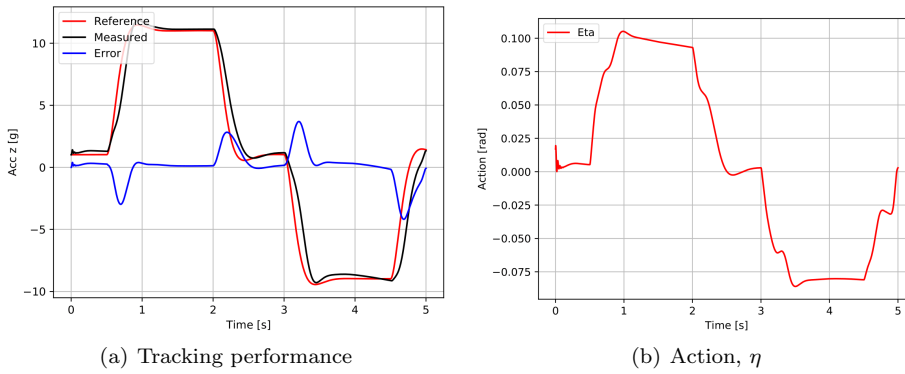 Reference
Measured
Error
10
5
0
−5
−10
Acc z [g]
0 1 2 3 4 5
Time [s]
(a) Tracking performance
Eta
0.100
0.075
0.050
0.025
0.000
−0.025
−0.050
−0.075
Action [rad]
0 1 2 3 4 5
Time [s]
(b) Action, η